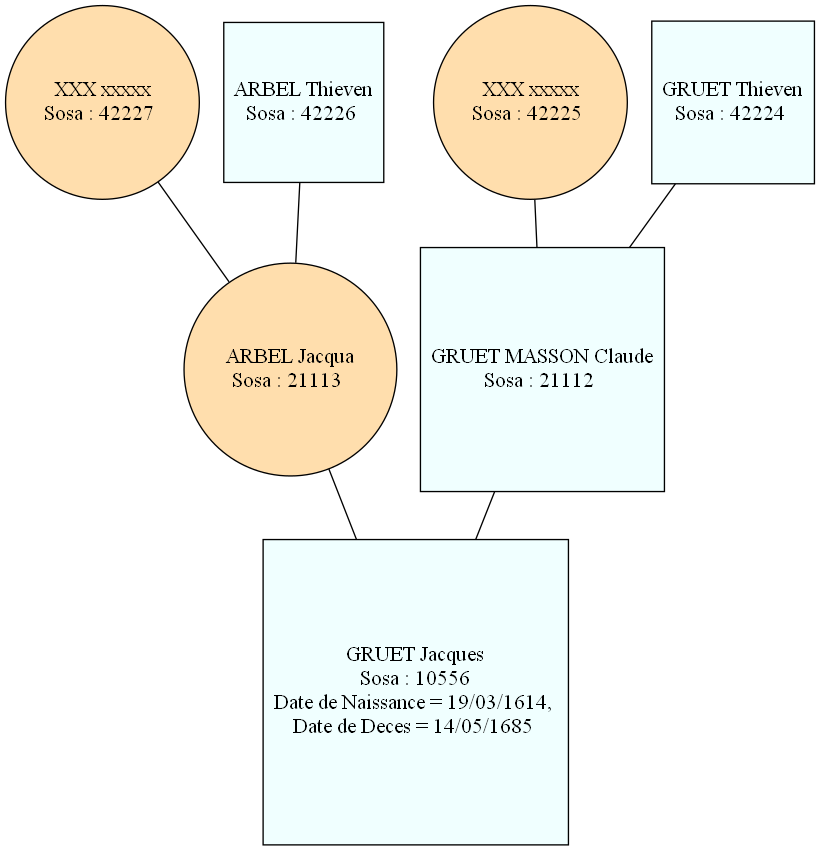 XXX xxxxx
Sosa : 42227
ARBEL Thieven
Sosa : 42226
XXX xxxxx
Sosa : 42225
GRUET Thieven
Sosa : 42224
ARBEL Jacqua
Sosa : 21113
GRUET MASSON Claude
Sosa : 21112
GRUET Jacques
Sosa : 10556
Date de Naissance = 19/03/1614,
Date de Deces = 14/05/1685